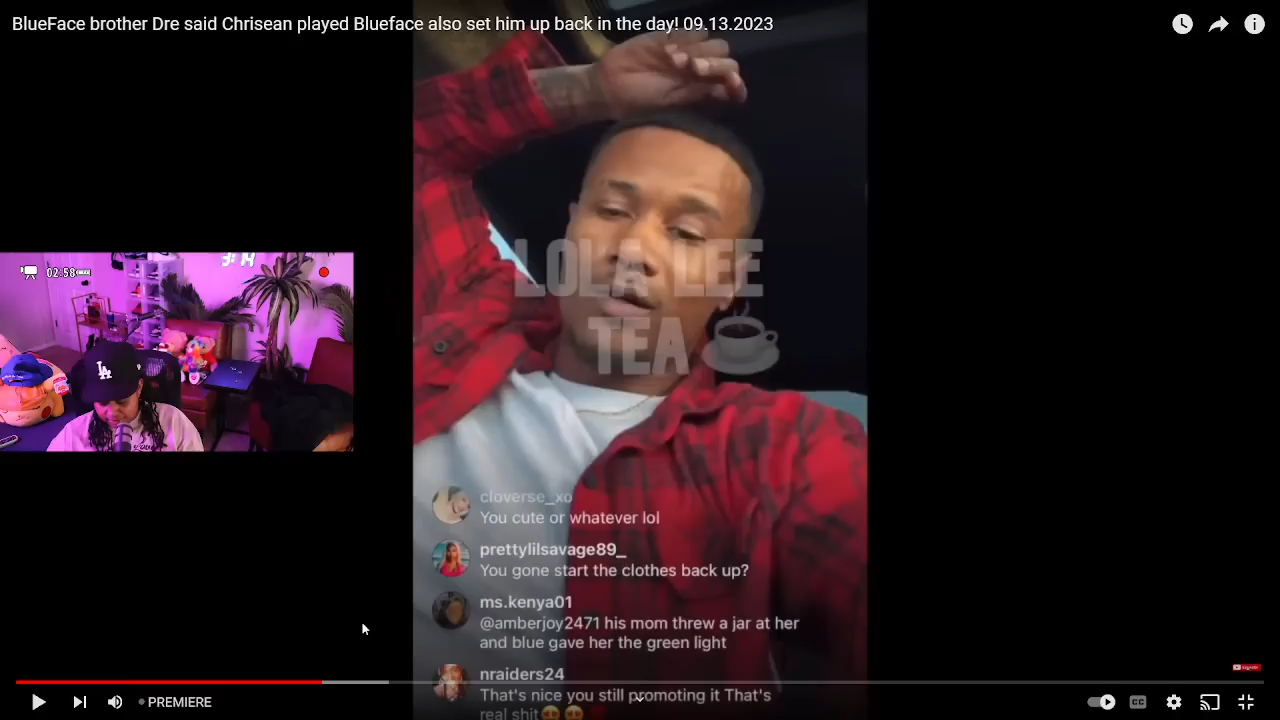 BlueFace brother Dre said Chrisean played Blueface also set him up back in the day! 09.13.2023
02:58
LA
LOLA LEE
TEA
cloverse_xo
You cute or whatever lol
prettylilsavage89_
You gone start the clothes back up?
ms.kenya01
@amberjoy2471 his mom threw a jar at her
and blue gave her the green light
nraiders24
That's nice you still promoting it That's
real shit
PREMIERE
CC